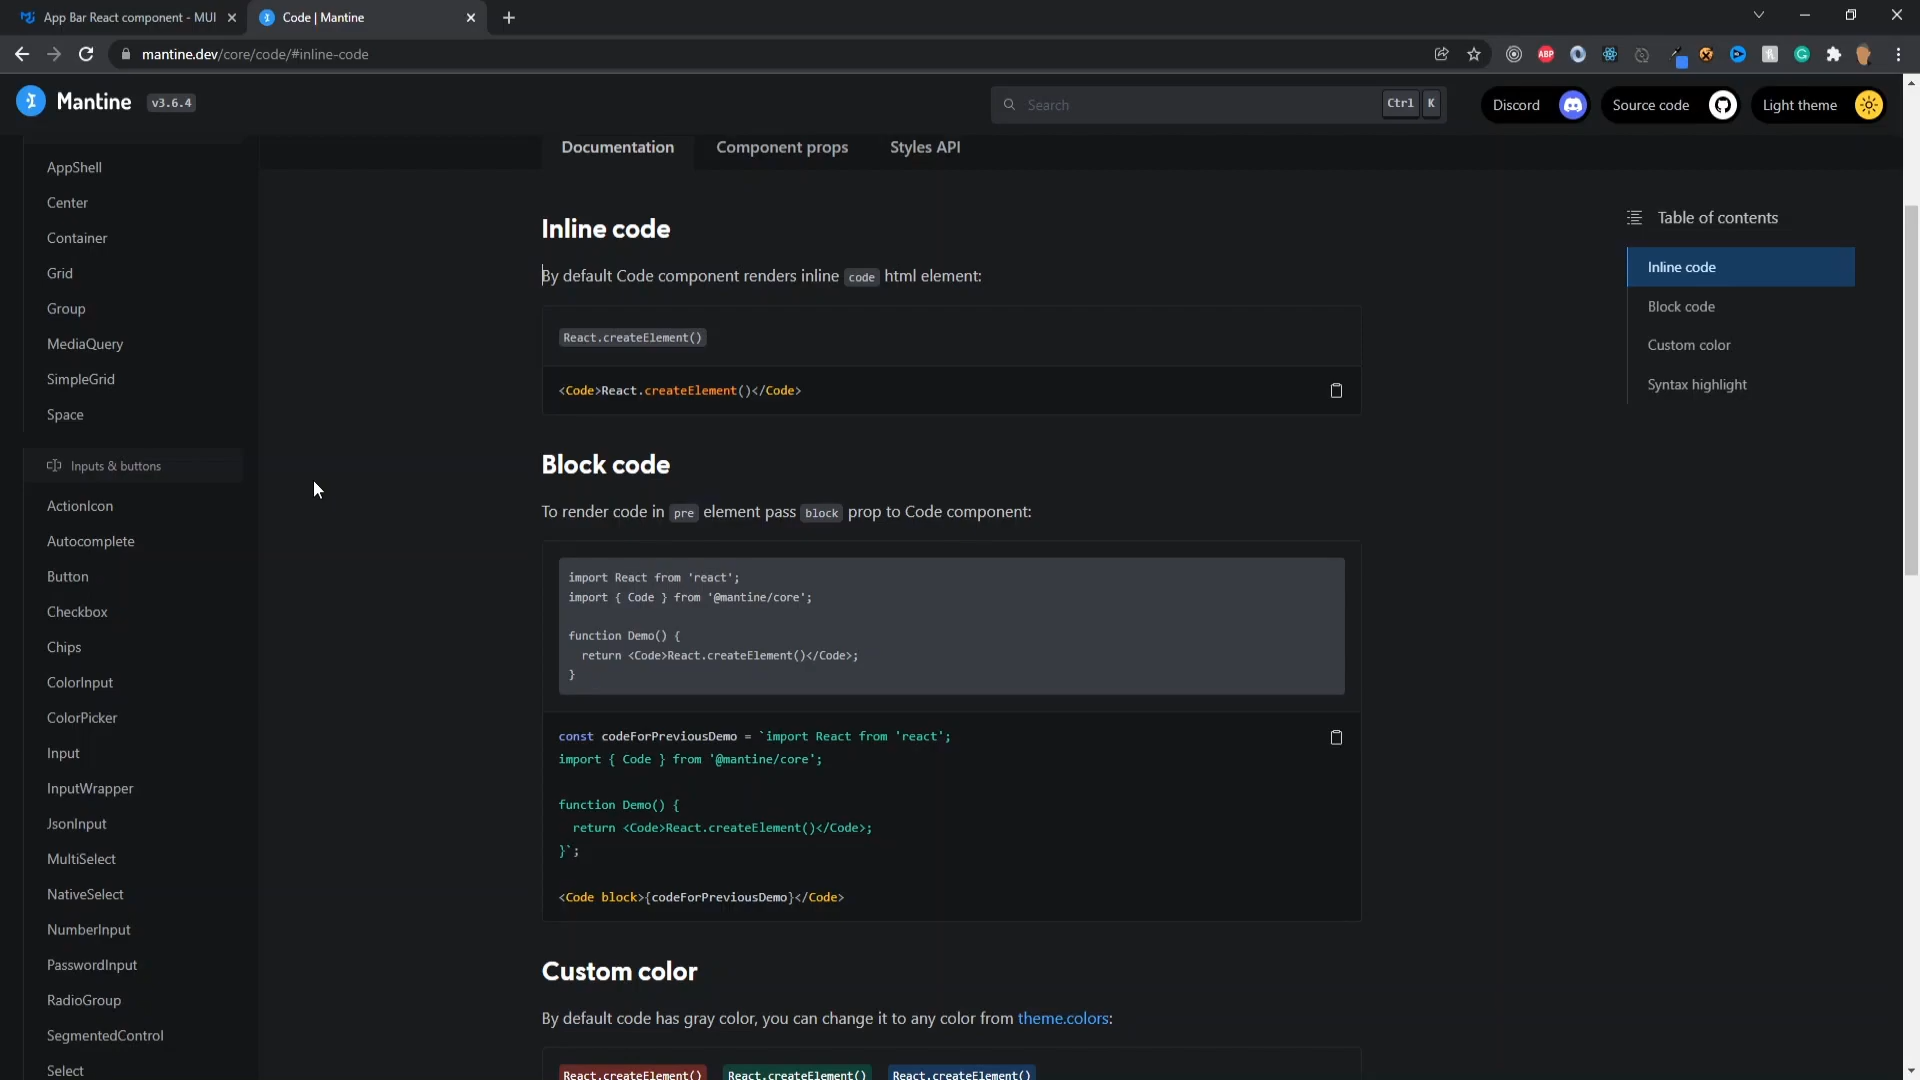 App Bar React component - MUI
Code | Mantine
mantine.dev/core/code/#inline-code
ABP
Mantine
v3.6.4
Search
Ctrl K
Discord
Source code
Light theme
AppShell
Center
Container
Grid
Group
MediaQuery
SimpleGrid
Space
Inputs & buttons
ActionIcon
Autocomplete
Button
Checkbox
Chips
ColorInput
ColorPicker
Input
InputWrapper
JsonInput
MultiSelect
NativeSelect
NumberInput
PasswordInput
RadioGroup
SegmentedControl
Select
Documentation
Component props
Styles API
Inline code
By default Code component renders inline code html element:
React.createElement()
<Code>React.createElement()</Code>
Block code
To render code in pre element pass block prop to Code component:
import React from 'react';
import { Code } from '@mantine/core';
function Demo() {
return <Code>React.createElement()</Code>;
}
const codeForPreviousDemo = `import React from 'react';
import { Code } from '@mantine/core';
function Demo() {
return <Code>React.createElement()</Code>;
}`;
<Code block>{codeForPreviousDemo}</Code>
Custom color
By default code has gray color, you can change it to any color from theme.colors:
React.createElement() React.createElement() React.createElement()
Table of contents
Inline code
Block code
Custom color
Syntax highlight